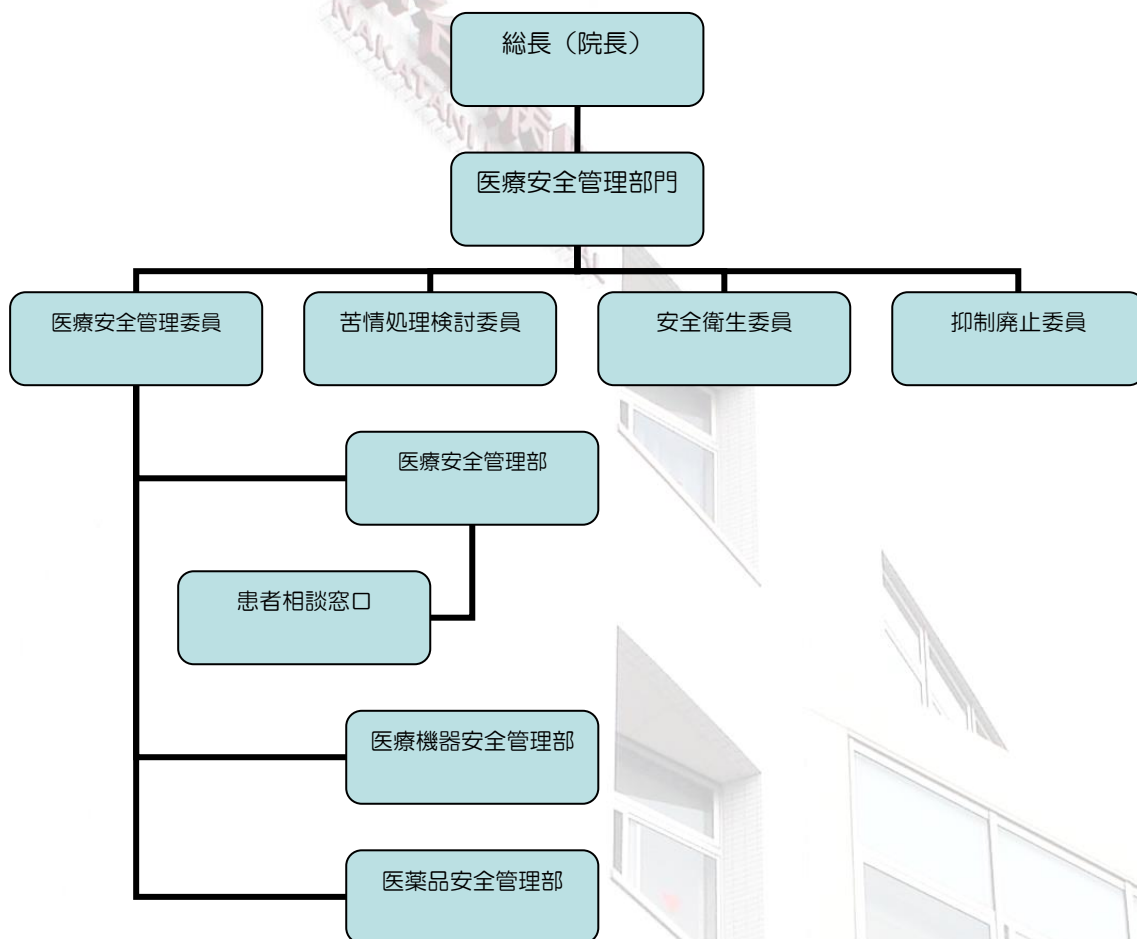 総長（院長）
医療安全管理部門
医療安全管理委員
苦情処理検討委員
安全衛生委員
抑制廃止委員
医療安全管理部
患者相談窓口
医療機器安全管理部
医薬品安全管理部
NAKATANI